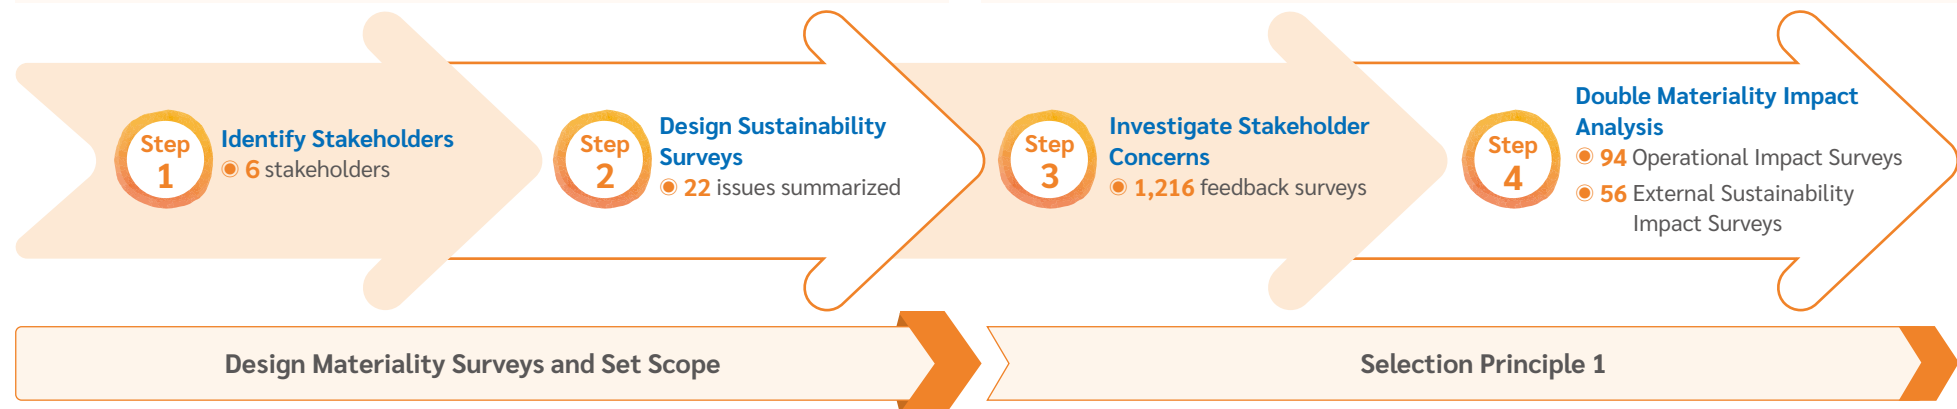 Step
1
Identify Stakeholders
6 stakeholders
Step
2
Design Sustainability
Surveys
22 issues summarized
Step
3
Investigate Stakeholder
Concerns
1,216 feedback surveys
Step
4
Double Materiality Impact
Analysis
94 Operational Impact Surveys
56 External Sustainability
Impact Surveys
Design Materiality Surveys and Set Scope
Selection Principle 1